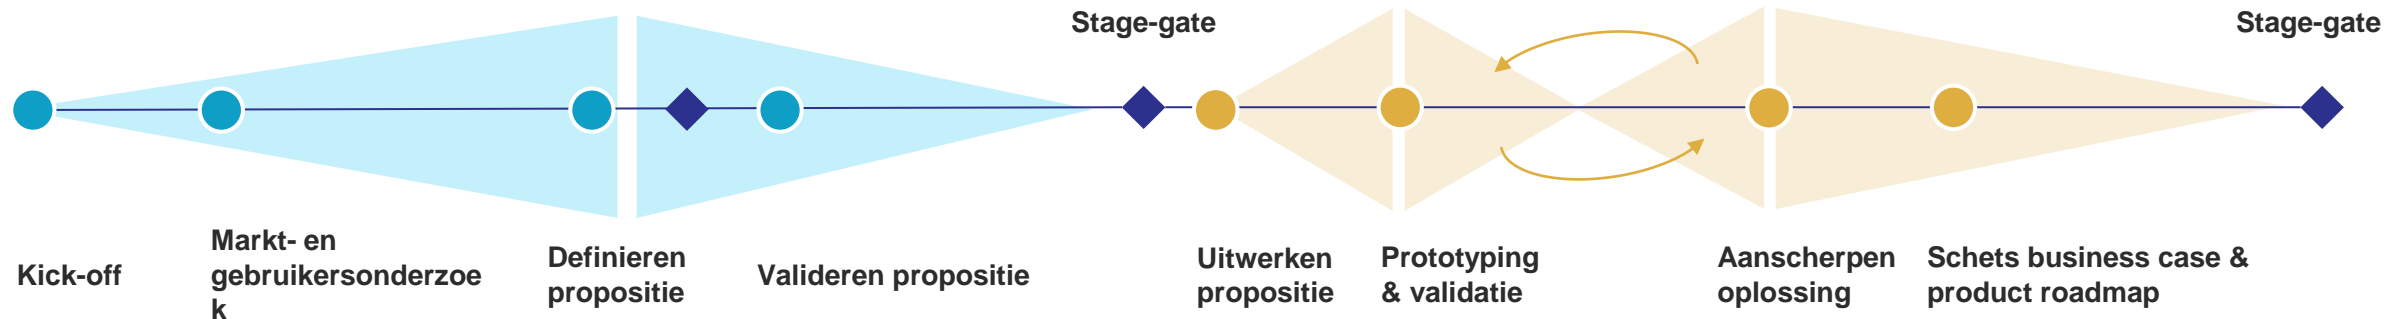 Stage-gate
Stage-gate
Kick-off
Markt- en
gebruikersonderzoe
k
Definieren
propositie
Valideren propositie
Uitwerken
propositie
Prototyping
& validatie
Aanscherpen
oplossing
Schets business case &
product roadmap